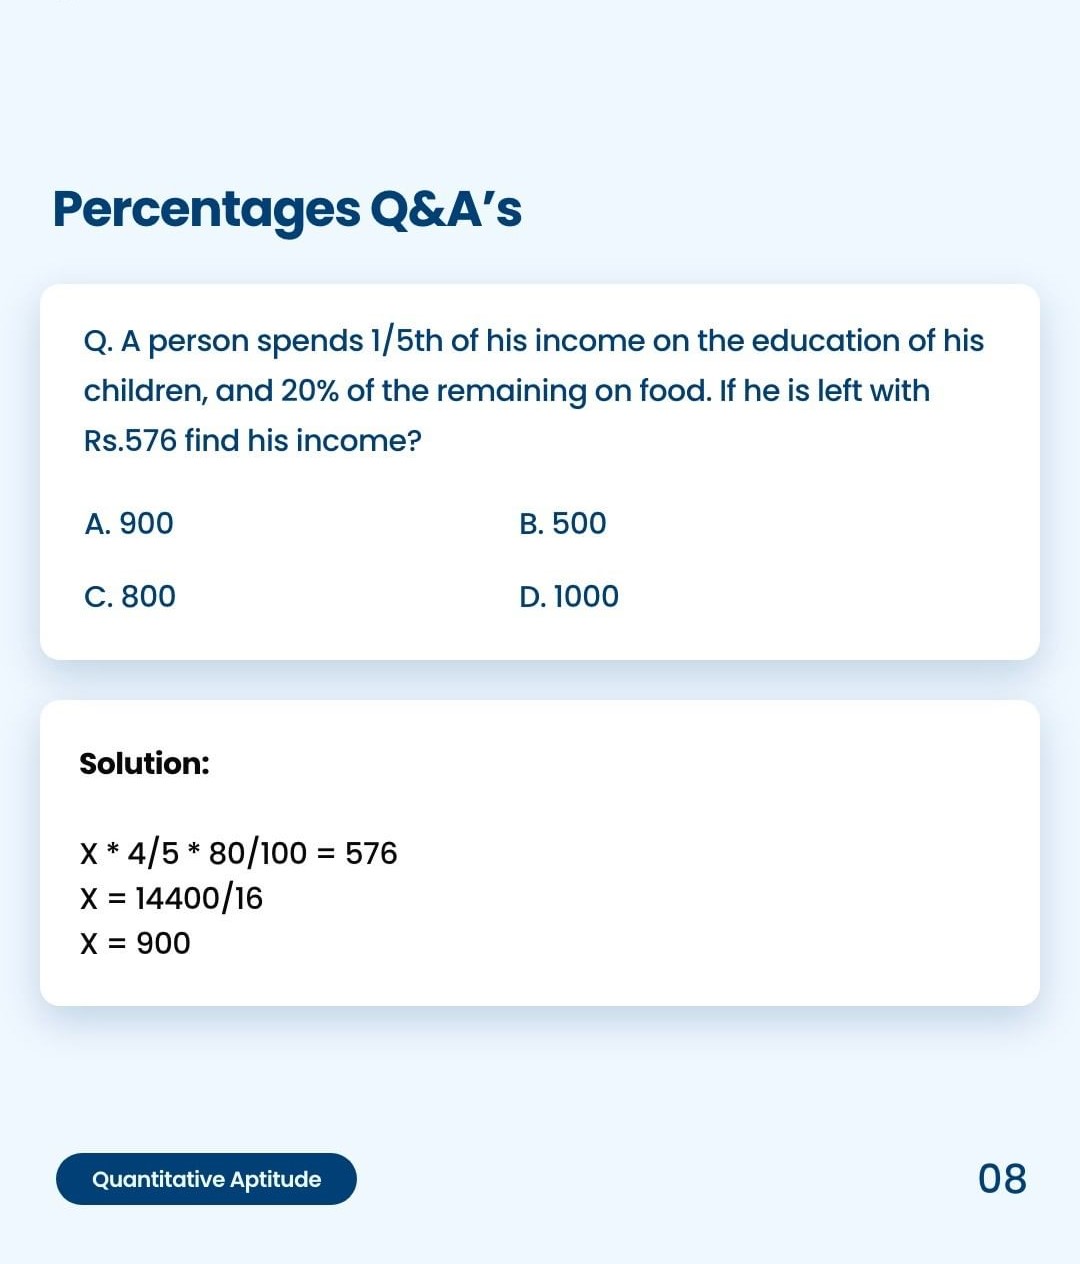 Percentages Q&A’s
Q. A person spends 1/5th of his income on the education of his
children, and 20% of the remaining on food. If he is left with
Rs.576 find his income?
A. 900
B. 500
C. 800
D. 1000
Solution:
X * 4/5 * 80/100 = 576
X = 14400/16
X = 900
Quantitative Aptitude
08